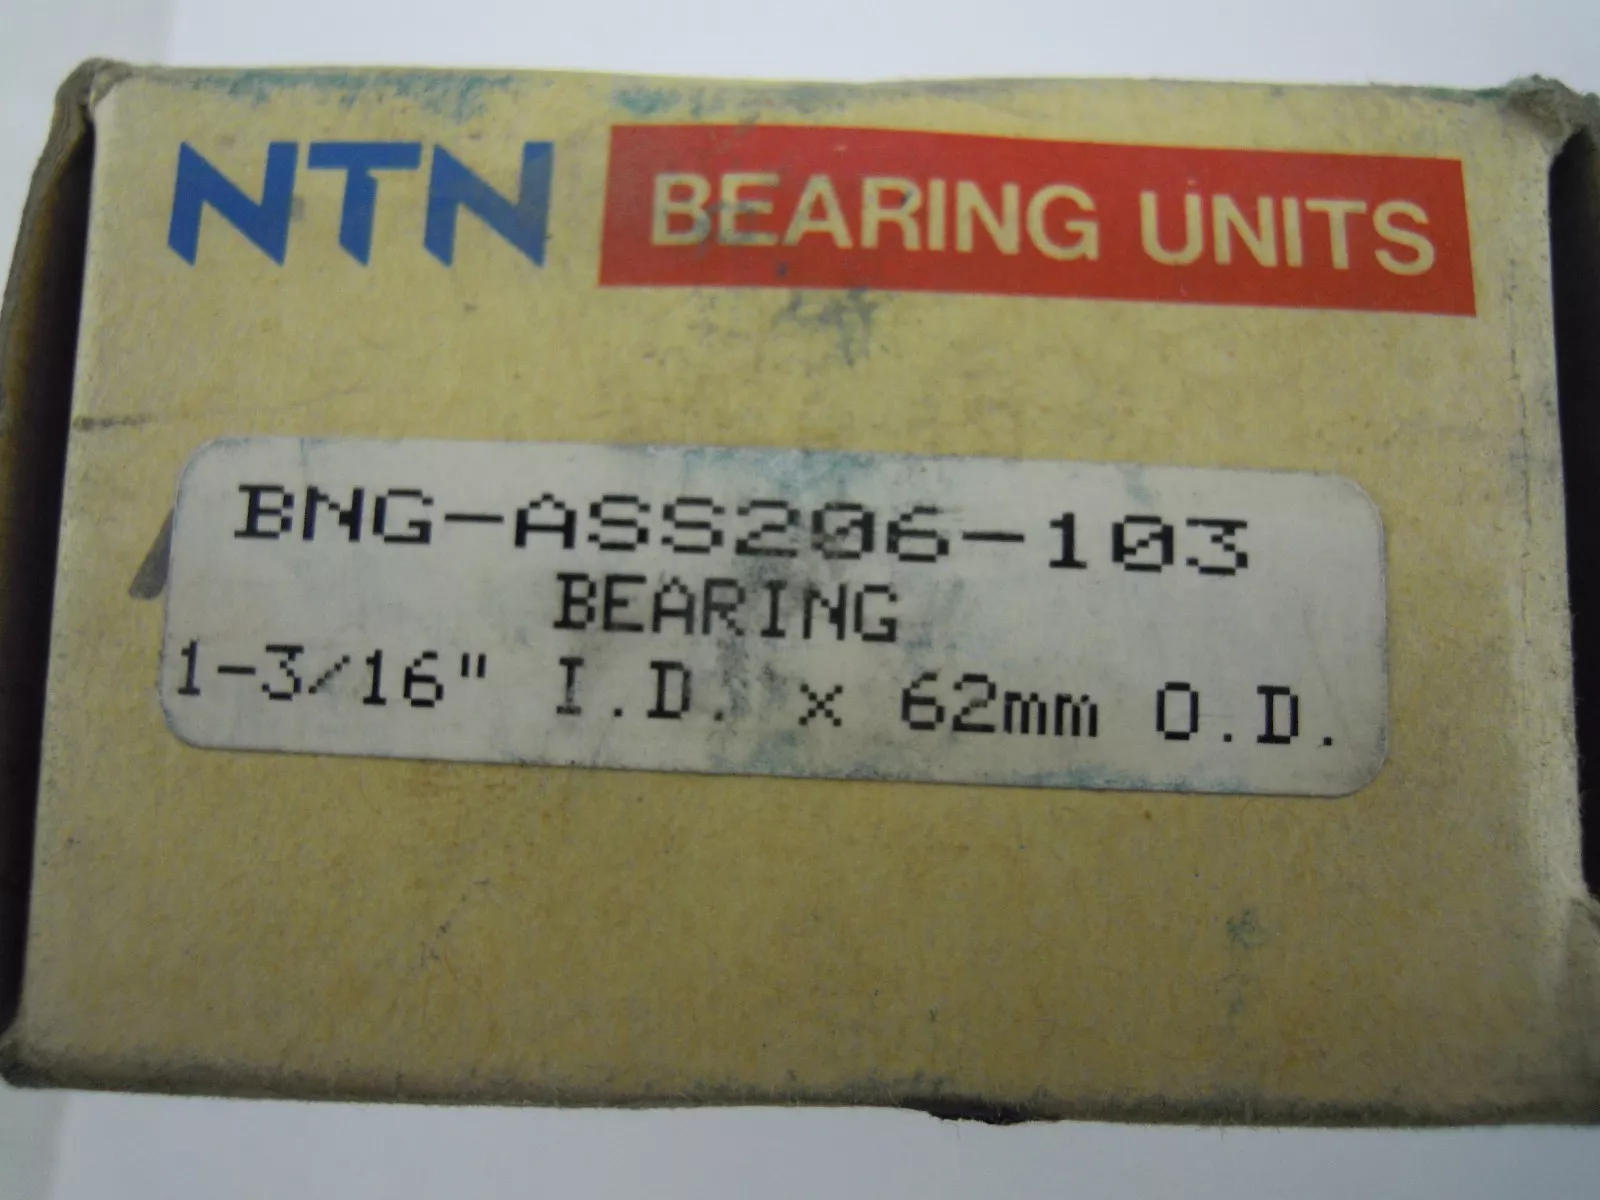 NTN BEARING UNITS
BNG-ASS206-103
BEARING
1-3/16" I.D. x 62mm O.D.